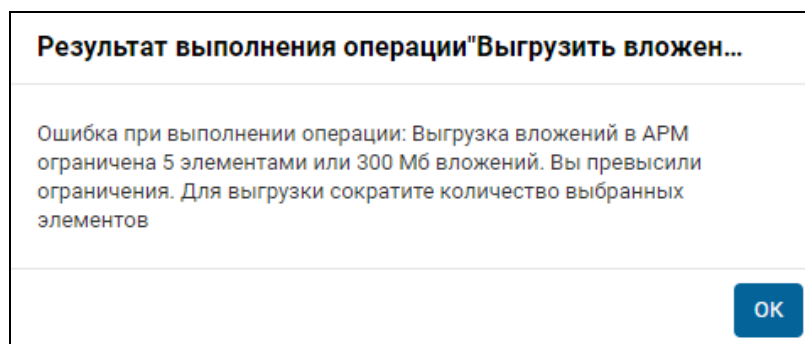 Результат выполнения операции"Выгрузить вложен...
Ошибка при выполнении операции: Выгрузка вложений в АРМ
ограничена 5 элементами или 300 Мб вложений. Вы превысили
ограничения. Для выгрузки сократите количество выбранных
элементов
ОК